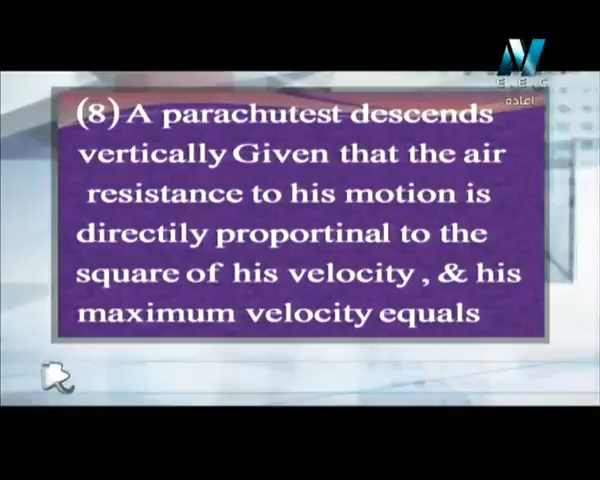 E.E.C
اعادة
(8) A parachutest descends
vertically Given that the air
resistance to his motion is
directily proportinal to the
square of his velocity , & his
maximum velocity equals